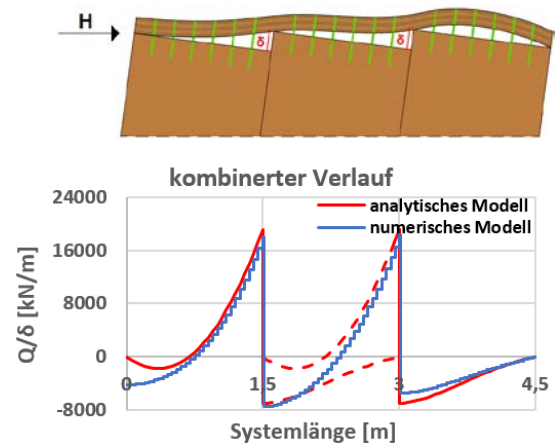 H
δ
δ
kombinerter Verlauf
24000
analytisches Modell
numerisches Modell
16000
Q/δ [kN/m]
8000
0
0
1,5
3
4,5
-8000
Systemlänge [m]